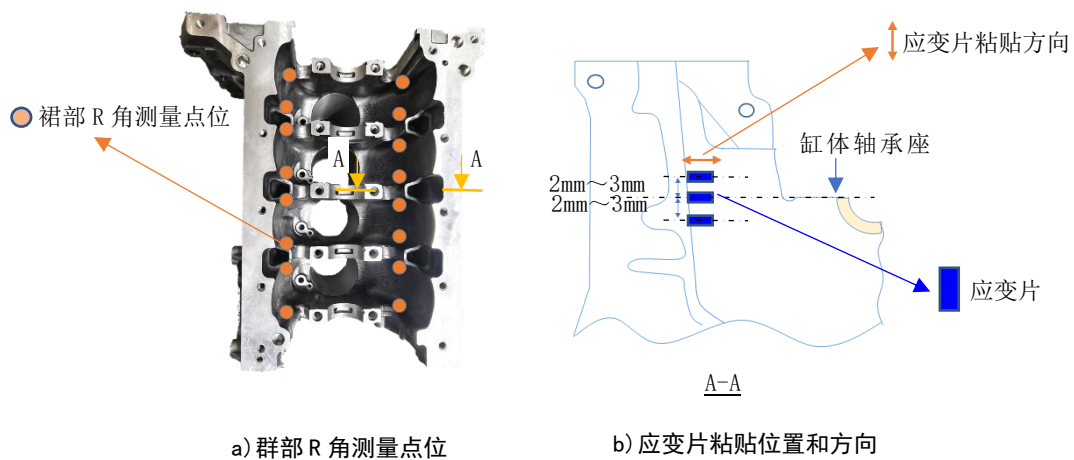 裙部 R 角测量点位
A
A
应变片粘贴方向
缸体轴承座
2mm～3mm
2mm～3mm
应变片
A-A
a)群部 R 角测量点位
b)应变片粘贴位置和方向